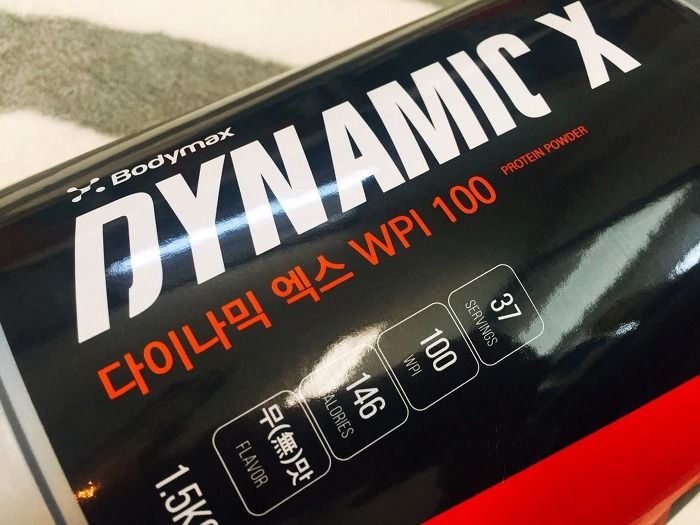 Bodymax
DYNAMIC X
다이나믹 엑스 WPI 100 PROTEIN POWDER
무(無)맛
FLAVOR
146
CALORIES
100
WPI
37
SERVINGS